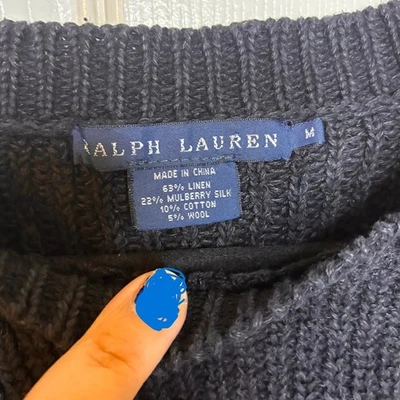 RALPH LAUREN M
MADE IN CHINA
63% LINEN
22% MULBERRY SILK
10% COTTON
5% WOOL